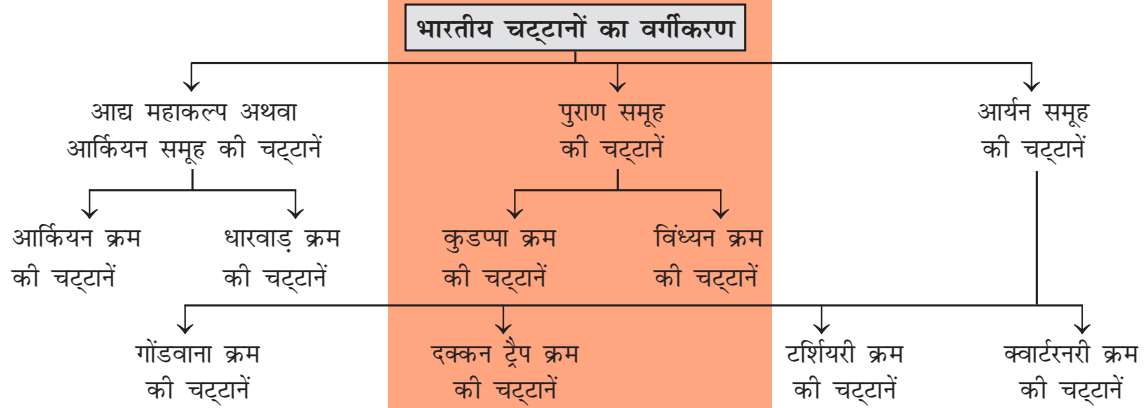 भारतीय चट्टानों का वर्गीकरण
आद्य महाकल्प अथवा
आर्कियन समूह की चट्टानें
पुराण समूह
की चट्टानें
आर्यन समूह
की चट्टानें
आर्कियन क्रम
की चट्टानें
धारवाड़ क्रम
की चट्टानें
कुडप्पा क्रम
की चट्टानें
विंध्यन क्रम
की चट्टानें
गोंडवाना क्रम
की चट्टानें
दक्कन ट्रैप क्रम
की चट्टानें
टर्शियरी क्रम
की चट्टानें
क्वार्टरनरी क्रम
की चट्टानें